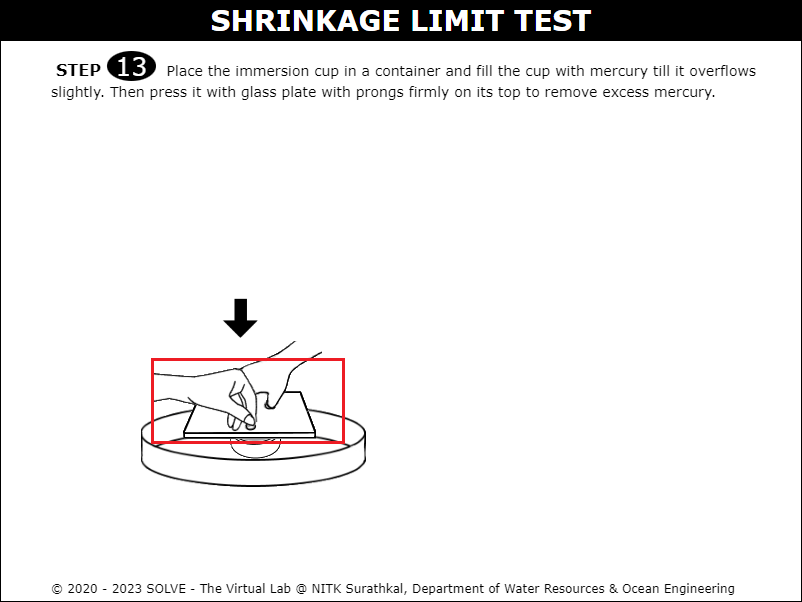 SHRINKAGE LIMIT TEST
STEP 13 Place the immersion cup in a container and fill the cup with mercury till it overflows
slightly. Then press it with glass plate with prongs firmly on its top to remove excess mercury.
© 2020 - 2023 SOLVE - The Virtual Lab @ NITK Surathkal, Department of Water Resources & Ocean Engineering